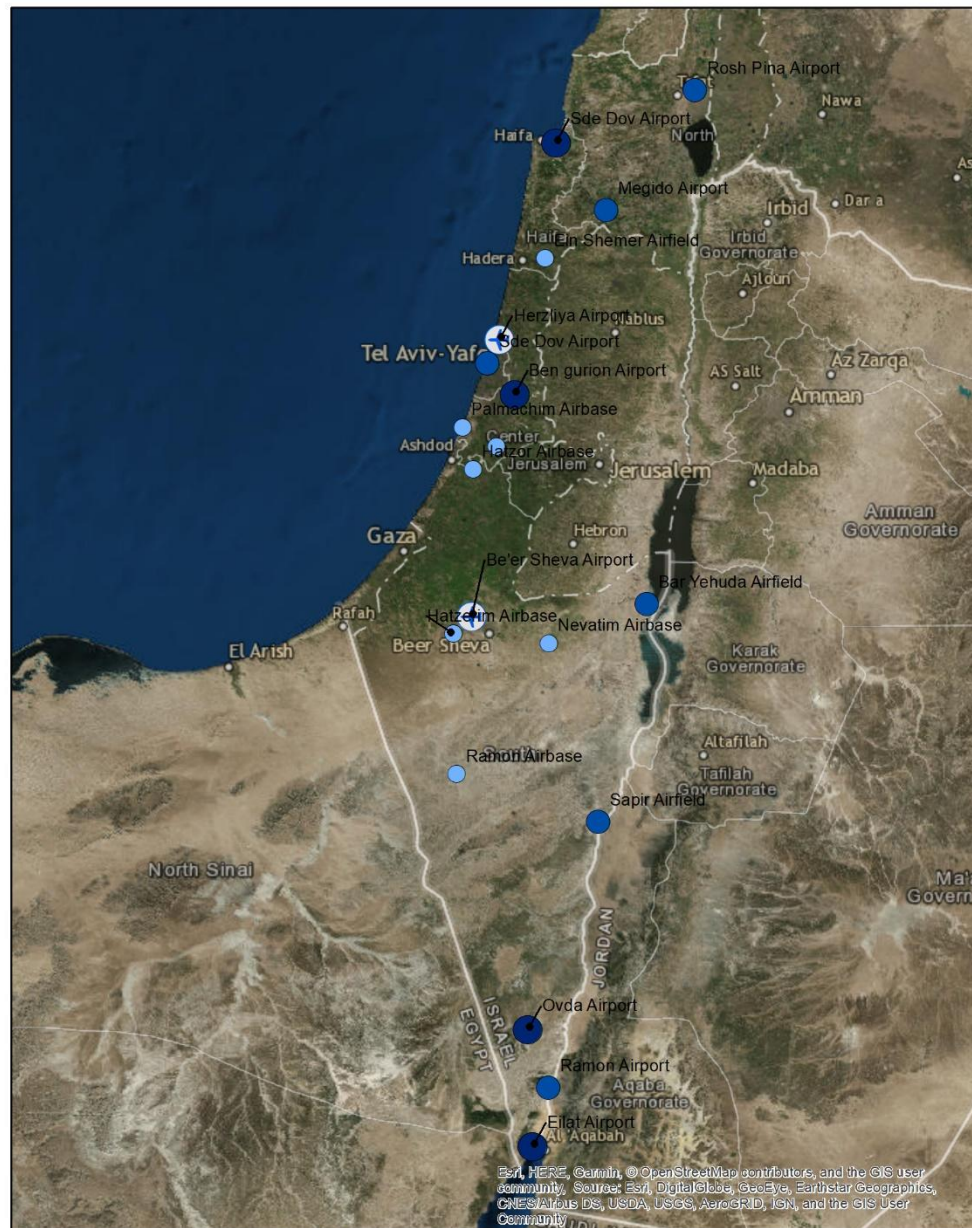 Rosh Pina Airport
Nawa
Sde Dov Airport
Haifa
North
Megido Airport
Irbid
Dar a
Irbid
Governorate
Ein Shemer Airfield
Hadera
Ajloun
Herzliya Airport
Nablus
Sde Dov Airport
Tel Aviv-Yafo
Ben gurion Airport
AS Salt
Az Zarqa
Amman
Palmachim Airbase
Ashdod
Center
Hatzor Airbase
Jerusalem
Jerusalem
Madaba
Amman
Governorate
Gaza
Hebron
Be'er Sheva Airport
Bar Yehuda Airfield
Rafah
Hatzerim Airbase
Nevatim Airbase
Beer Sheva
El Arish
Karak
Governorate
Ramon Airbase
South
Altafilah
Tafilah
Governorate
Sapir Airfield
North Sinai
JORDAN
ISRAEL
EGYPT
Ovda Airport
Ramon Airport
Aqaba
Governorate
Eilat Airport
Al 'Aqabah
Esri, HERE, Garmin, © OpenStreetMap contributors, and the GIS user
community, Source: Esri, DigitalGlobe, GeoEye, Earthstar Geographics,
CNES/Airbus DS, USDA, USGS, AeroGRID, IGN, and the GIS User
Community